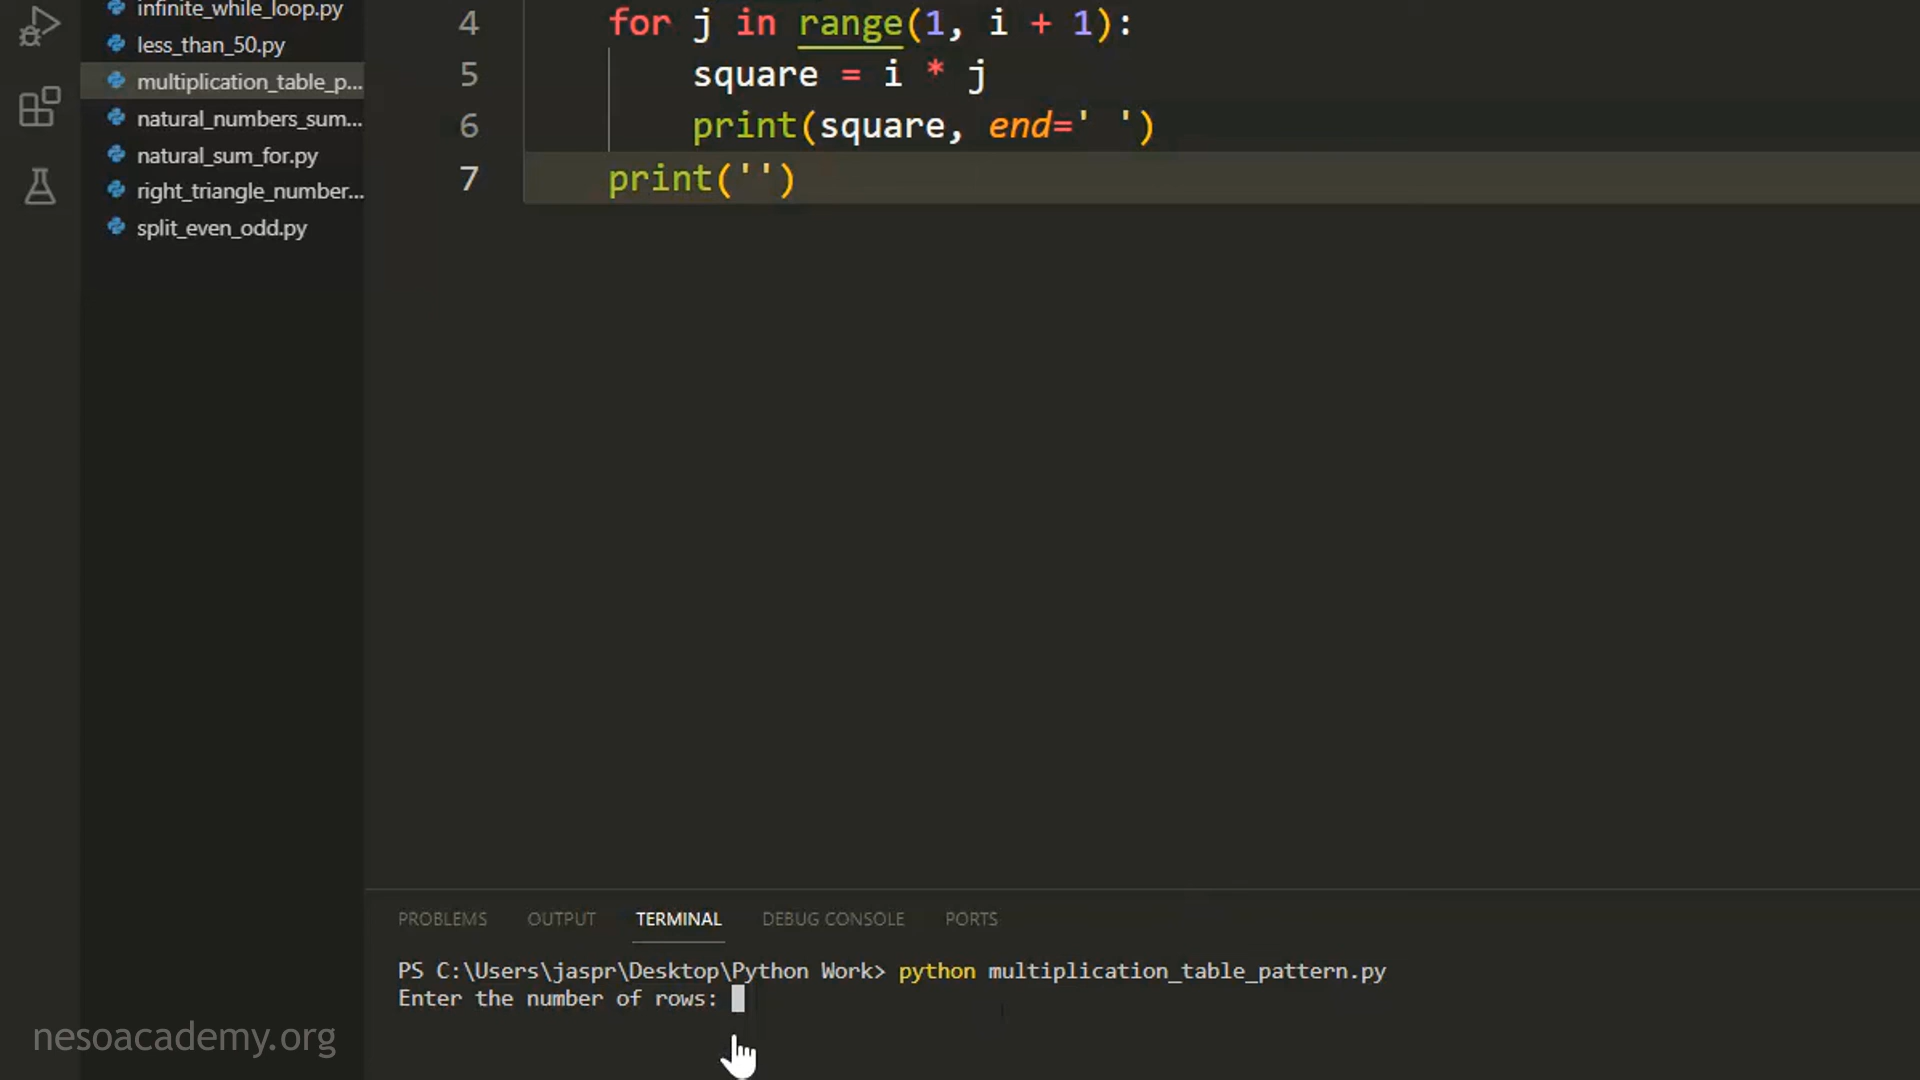 infinite_while_loop.py
less_than_50.py
multiplication_table_p...
natural_numbers_sum...
natural_sum_for.py
right_triangle_number...
split_even_odd.py
4 for j in range(1, i + 1):
5 square = i * j
6 print(square, end=' ')
7 print('')
PROBLEMS OUTPUT TERMINAL DEBUG CONSOLE PORTS
PS C:\Users\jaspr\Desktop\Python Work> python multiplication_table_pattern.py
Enter the number of rows:
nesoacademy.org